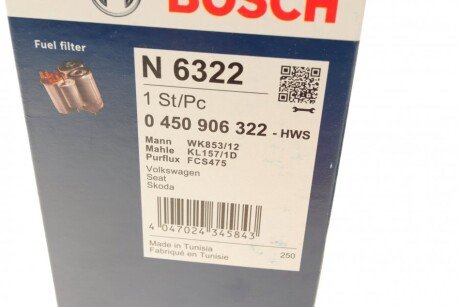 BOSCH
Fuel filter
N 6322
1 St/Pc
0 450 906 322 - HWS
Mann WK853/12
Mahle KL157/1D
Purflux FCS475
Volkswagen
Seat
Skoda
4 047024 345843
Made in Tunisia
Fabriqué en Tunisie
250